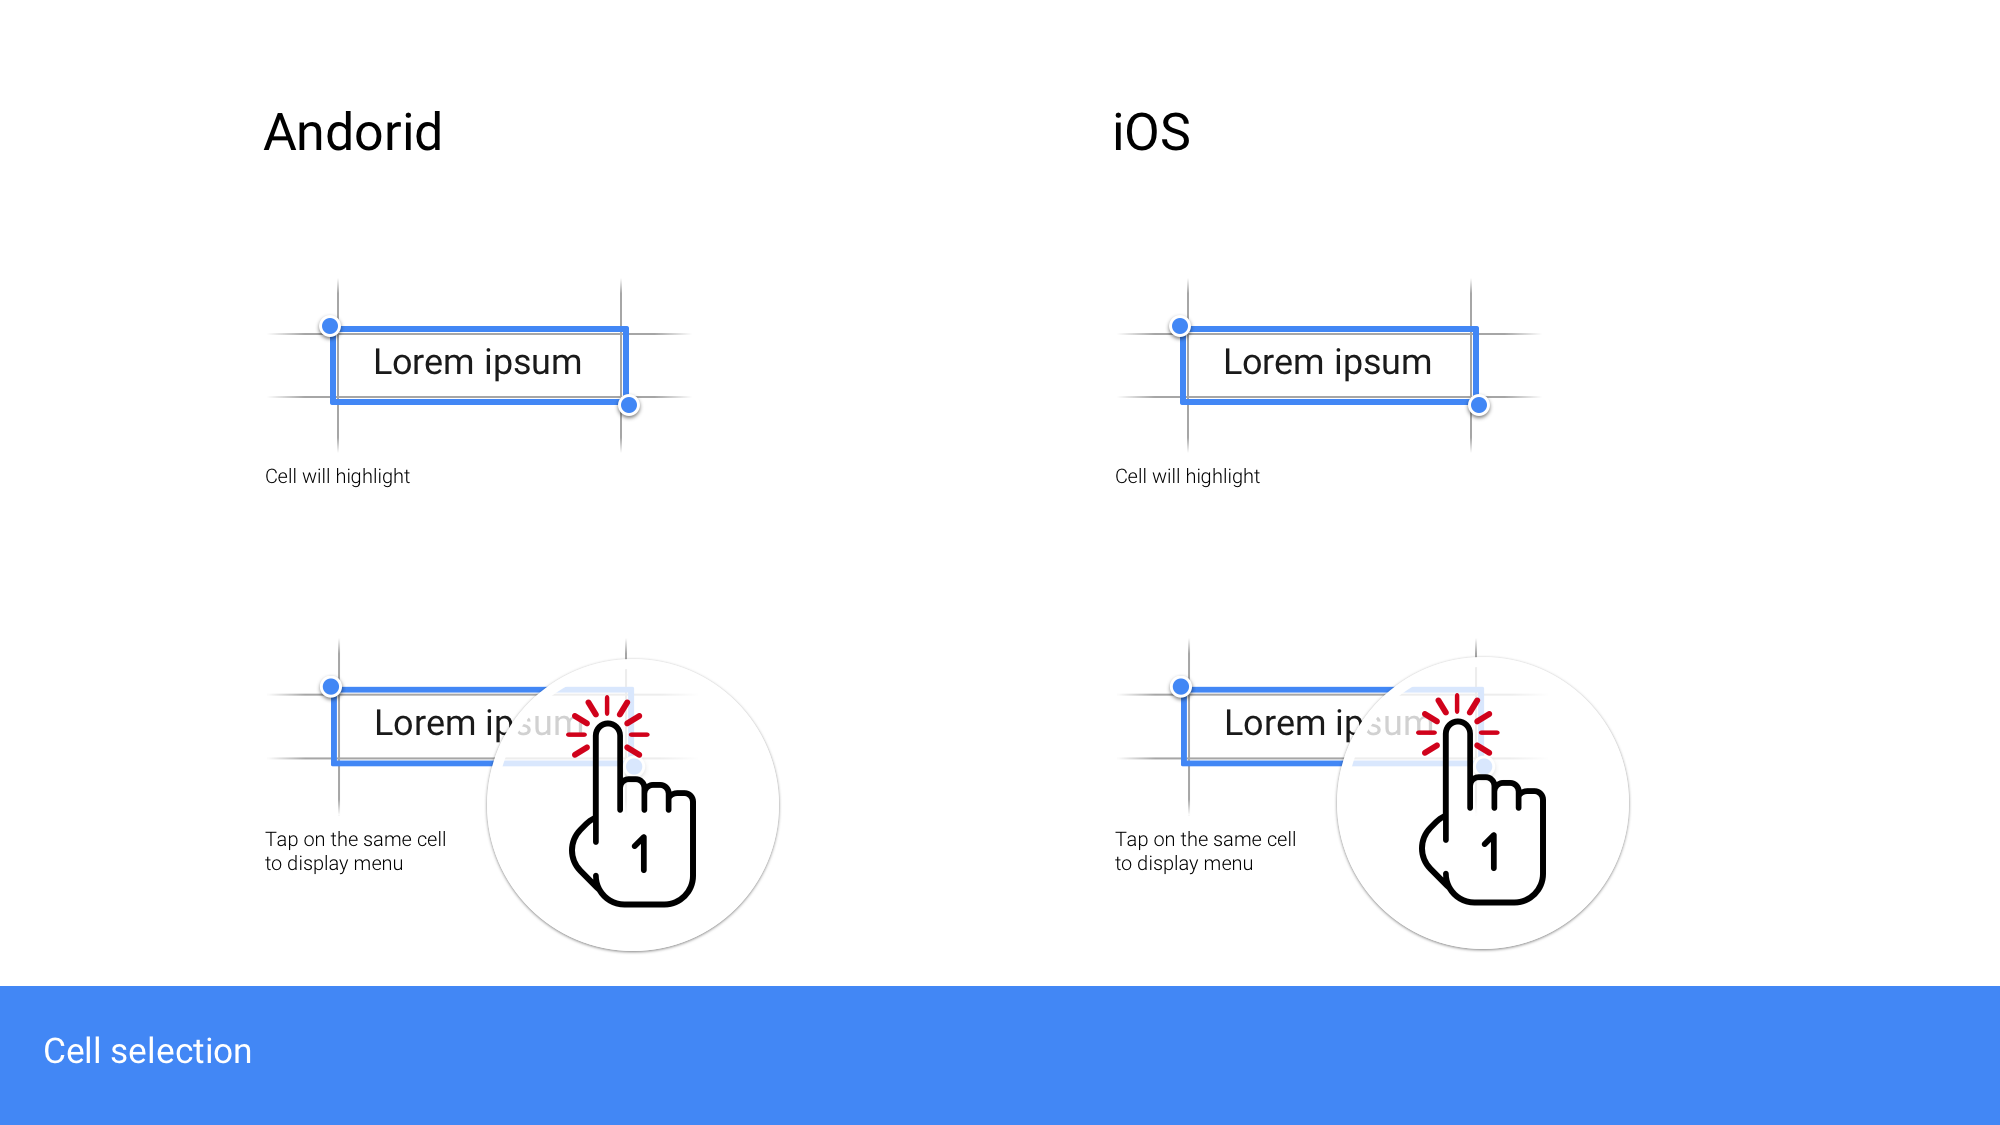 Andorid
Lorem ipsum
Cell will highlight
Lorem ipsum
Tap on the same cell
to display menu
1
iOS
Lorem ipsum
Cell will highlight
Lorem ipsum
Tap on the same cell
to display menu
1
Cell selection